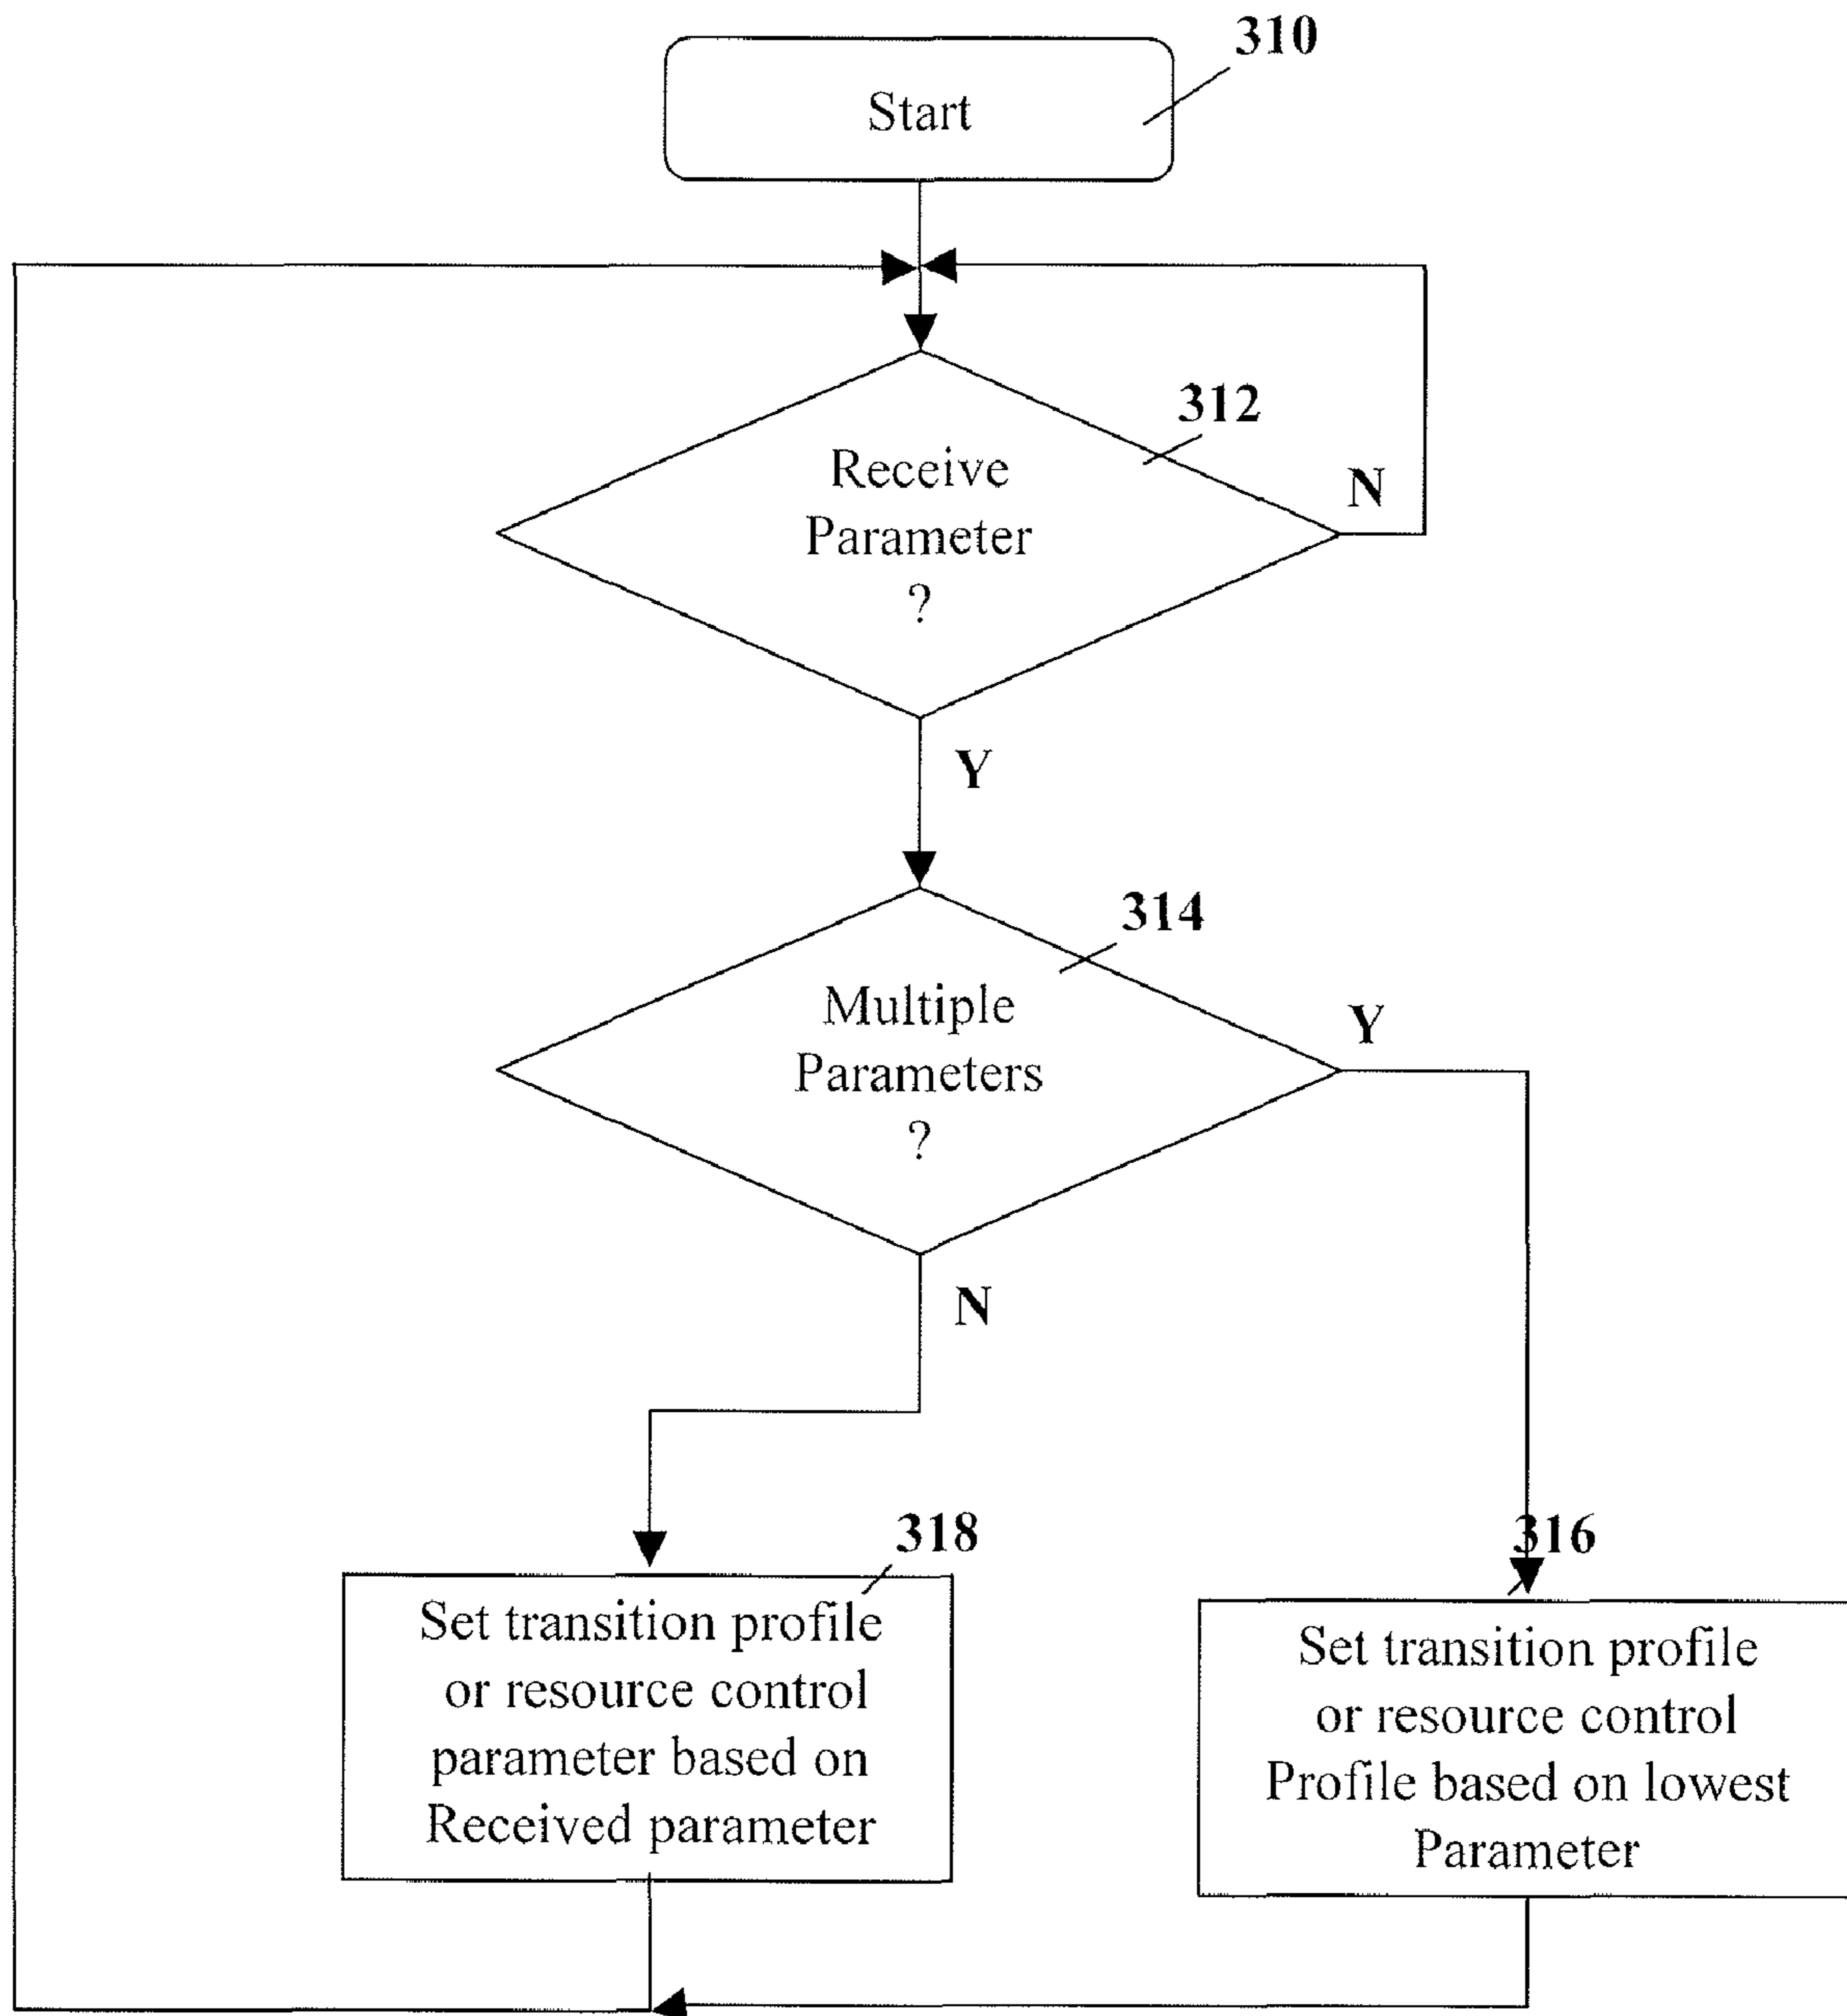 310
Start
312
Receive
Parameter
?
N
Y
314
Multiple
Parameters
?
Y
N
318
Set transition profile
or resource control
parameter based on
Received parameter
316
Set transition profile
or resource control
Profile based on lowest
Parameter